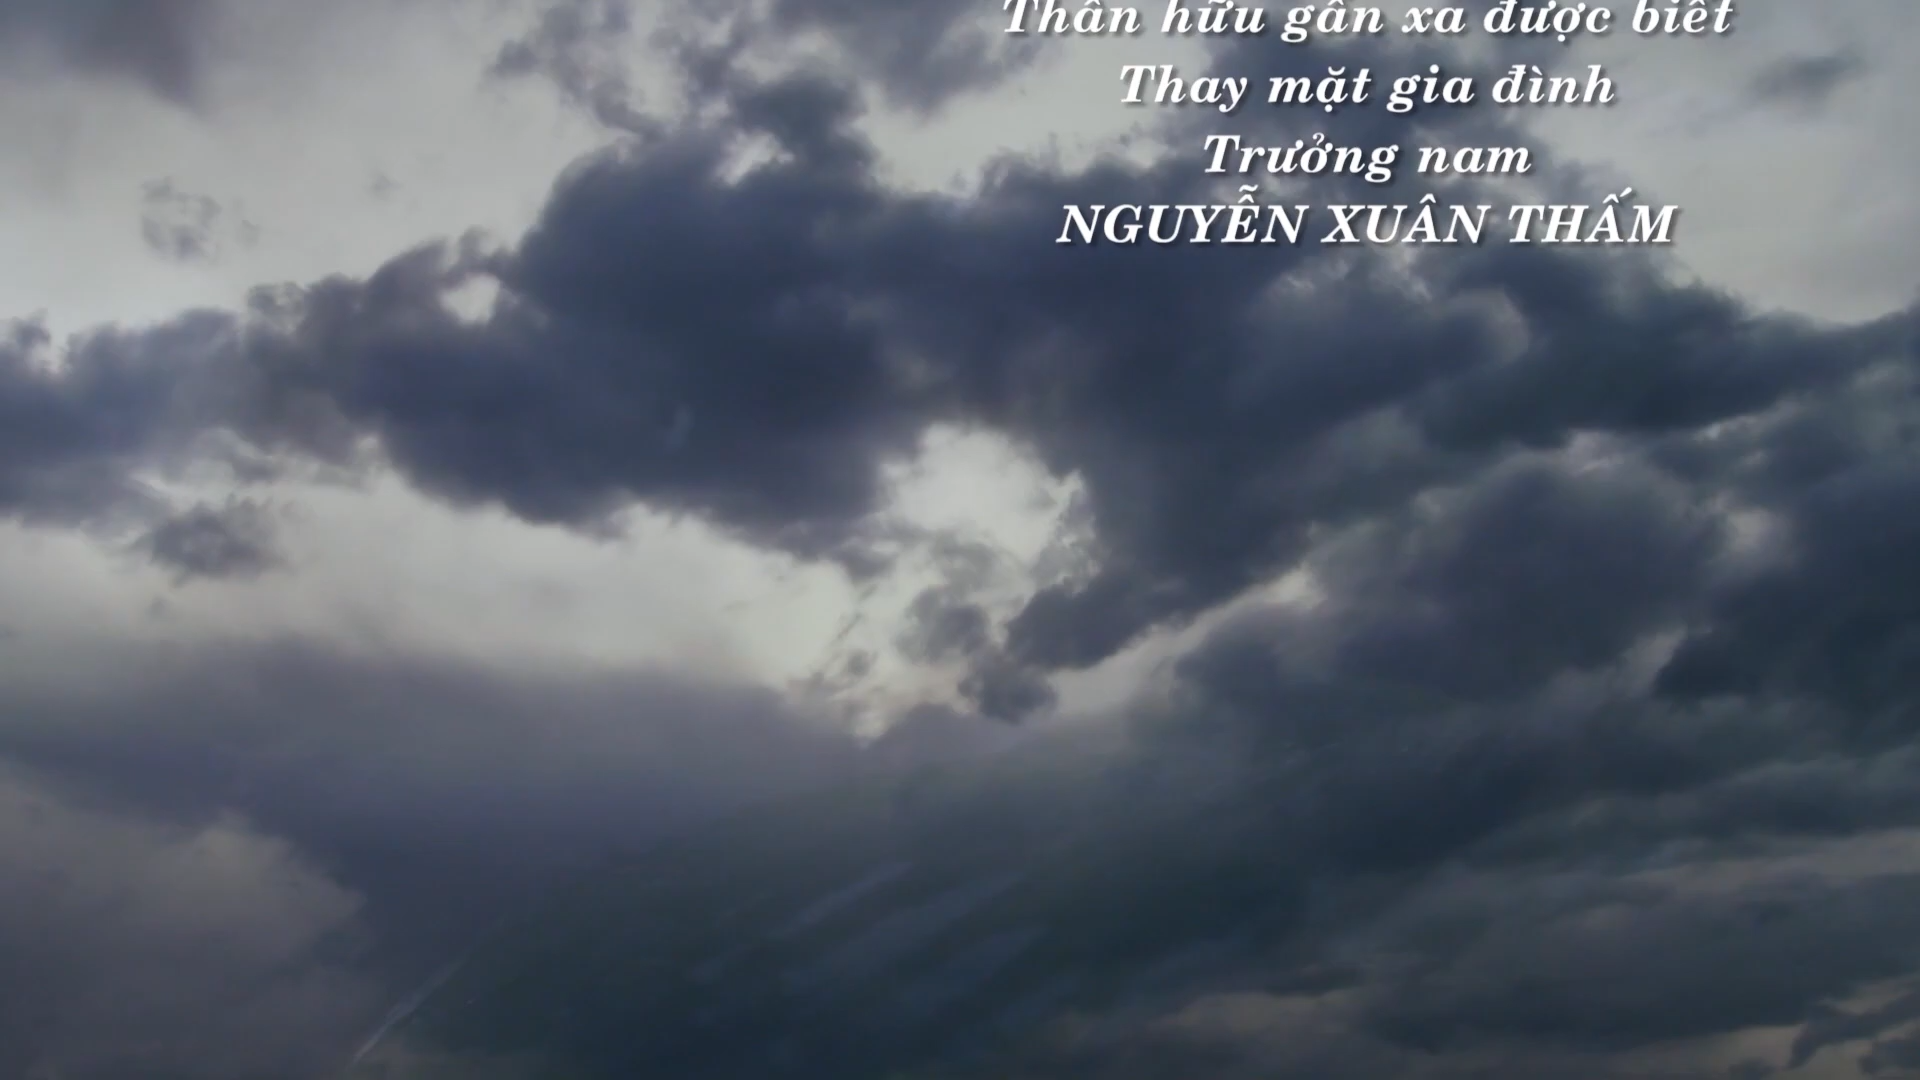 Thân hữu gần xa được biết
Thay mặt gia đình
Trưởng nam
NGUYỄN XUÂN THẤM